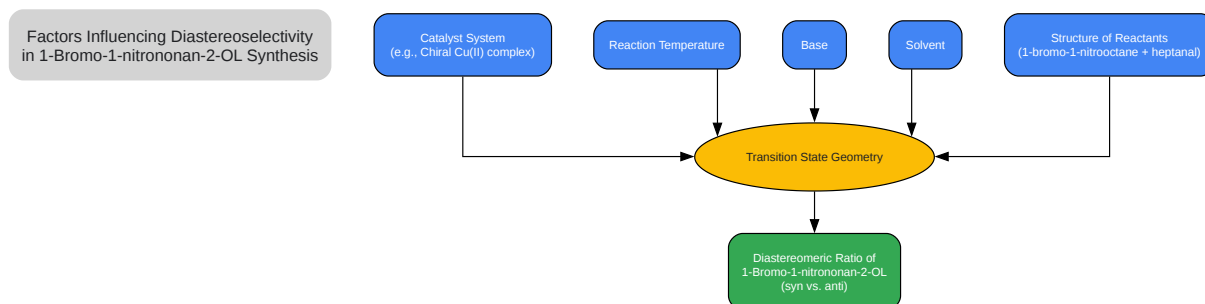 Factors Influencing Diastereoselectivity
in 1-Bromo-1-nitrononan-2-OL Synthesis
Catalyst System
(e.g., Chiral Cu(II) complex)
Reaction Temperature
Base
Solvent
Structure of Reactants
(1-bromo-1-nitrooctane + heptanal)
Transition State Geometry
Diastereomeric Ratio of
1-Bromo-1-nitrononan-2-OL
(syn vs. anti)